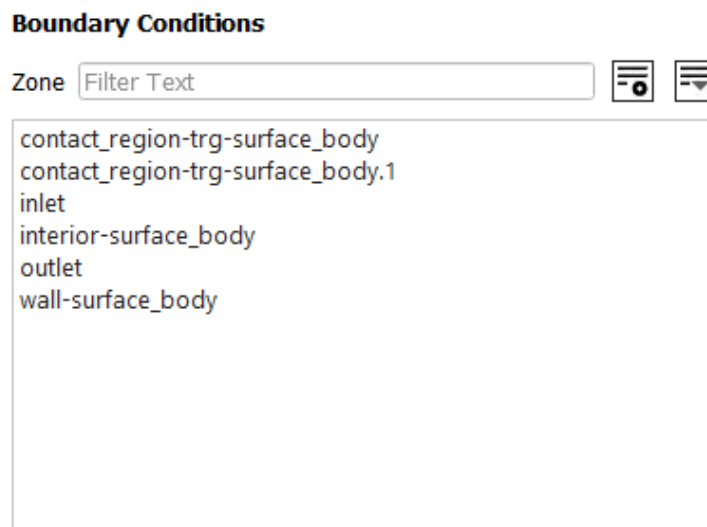 Boundary Conditions
Zone Filter Text
contact_region-trg-surface_body
contact_region-trg-surface_body.1
inlet
interior-surface_body
outlet
wall-surface_body